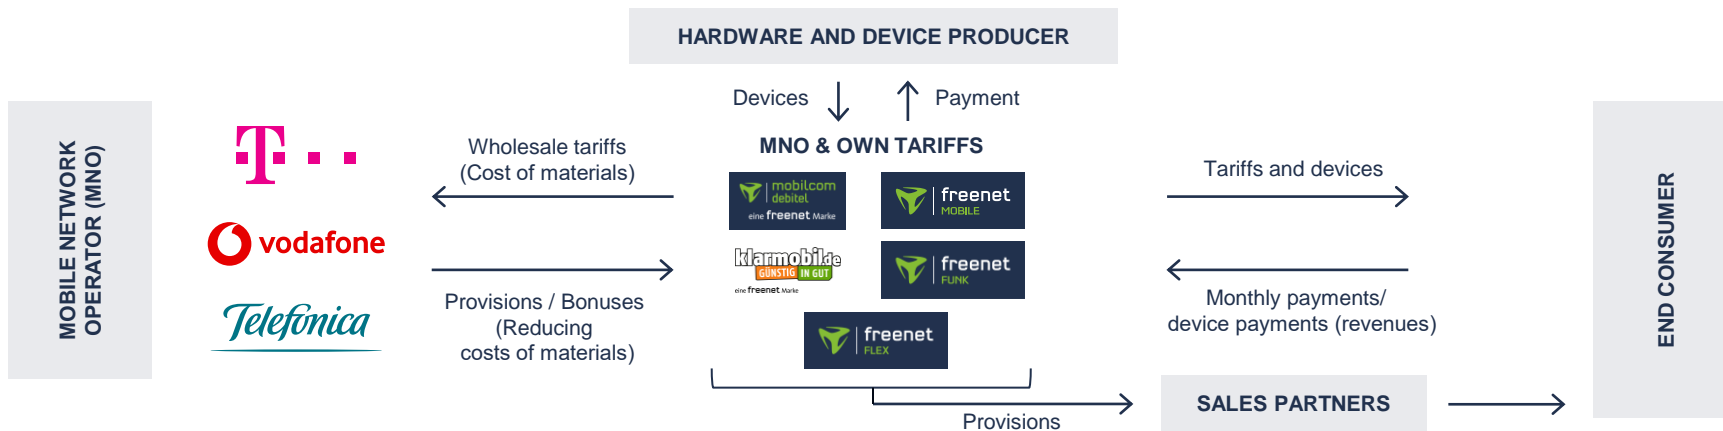 HARDWARE AND DEVICE PRODUCER
Devices
Payment
MOBILE NETWORK
OPERATOR (MNO)
T
vodafone
Telefónica
Wholesale tariffs
(Cost of materials)
Provisions / Bonuses
(Reducing
costs of materials)
MNO & OWN TARIFFS
mobilcom
debitel
eine freenet Marke
freenet
MOBILE
klarmobil.de
GÜNSTIG IN GUT
eine freenet Marke
freenet
FUNK
freenet
FLEX
Tariffs and devices
Monthly payments/
device payments (revenues)
Provisions
SALES PARTNERS
END CONSUMER